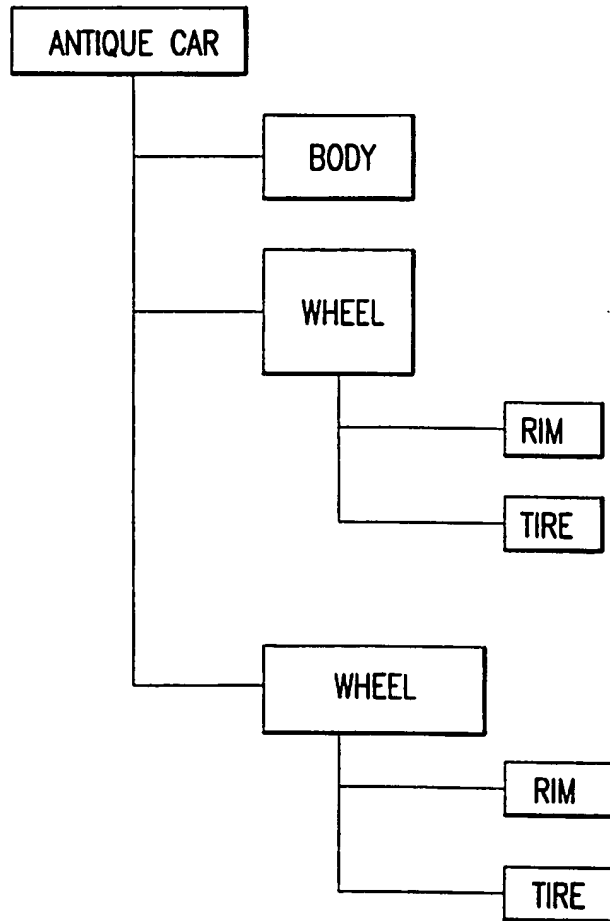 ANTIQUE CAR
BODY
WHEEL
RIM
TIRE
WHEEL
RIM
TIRE